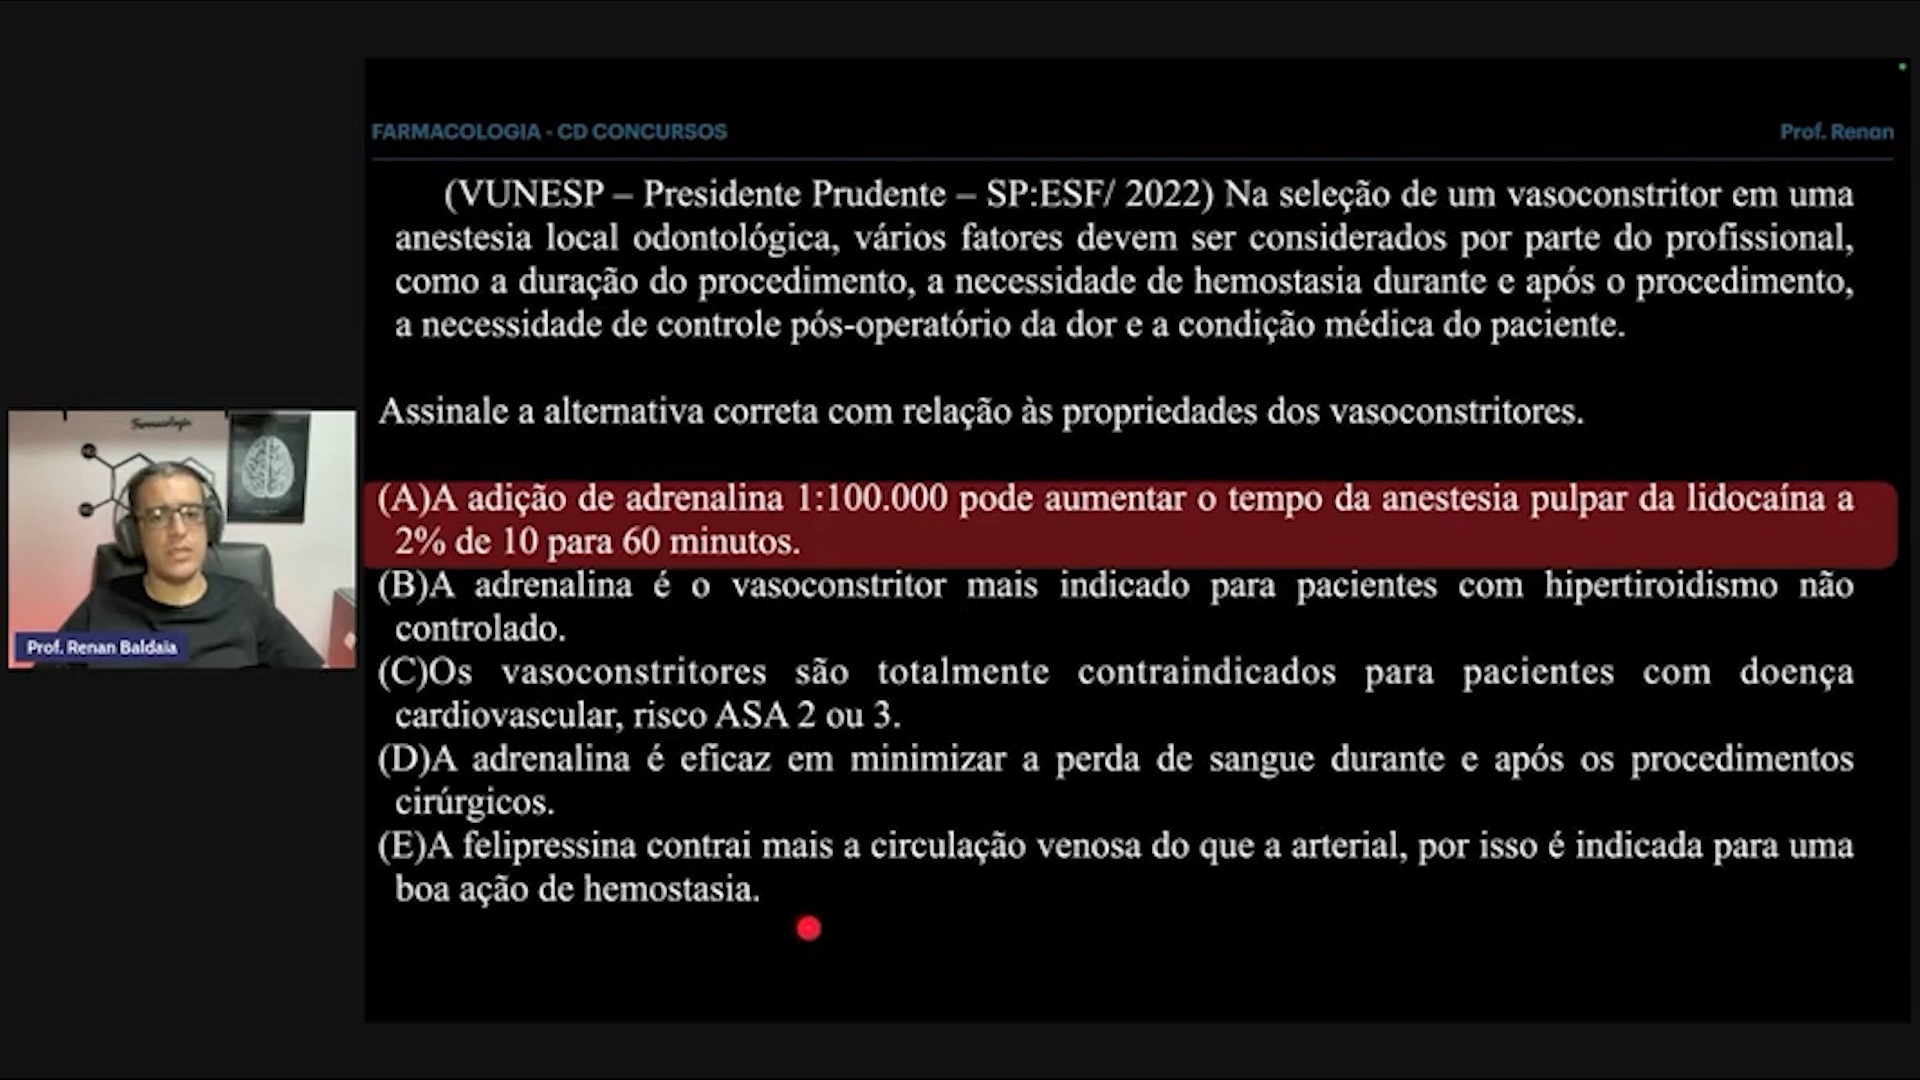 FARMACOLOGIA - CD CONCURSOS
Prof. Renan
(VUNESP – Presidente Prudente – SP:ESF/ 2022) Na seleção de um vasoconstritor em uma
anestesia local odontológica, vários fatores devem ser considerados por parte do profissional,
como a duração do procedimento, a necessidade de hemostasia durante e após o procedimento,
a necessidade de controle pós-operatório da dor e a condição médica do paciente.
Assinale a alternativa correta com relação às propriedades dos vasoconstritores.
(A)A adição de adrenalina 1:100.000 pode aumentar o tempo da anestesia pulpar da lidocaína a
2% de 10 para 60 minutos.
(B)A adrenalina é o vasoconstritor mais indicado para pacientes com hipertiroidismo não
controlado.
(C)Os vasoconstritores são totalmente contraindicados para pacientes com doença
cardiovascular, risco ASA 2 ou 3.
(D)A adrenalina é eficaz em minimizar a perda de sangue durante e após os procedimentos
cirúrgicos.
(E)A felipressina contrai mais a circulação venosa do que a arterial, por isso é indicada para uma
boa ação de hemostasia.
Farmacologia
Prof. Renan Baldaia